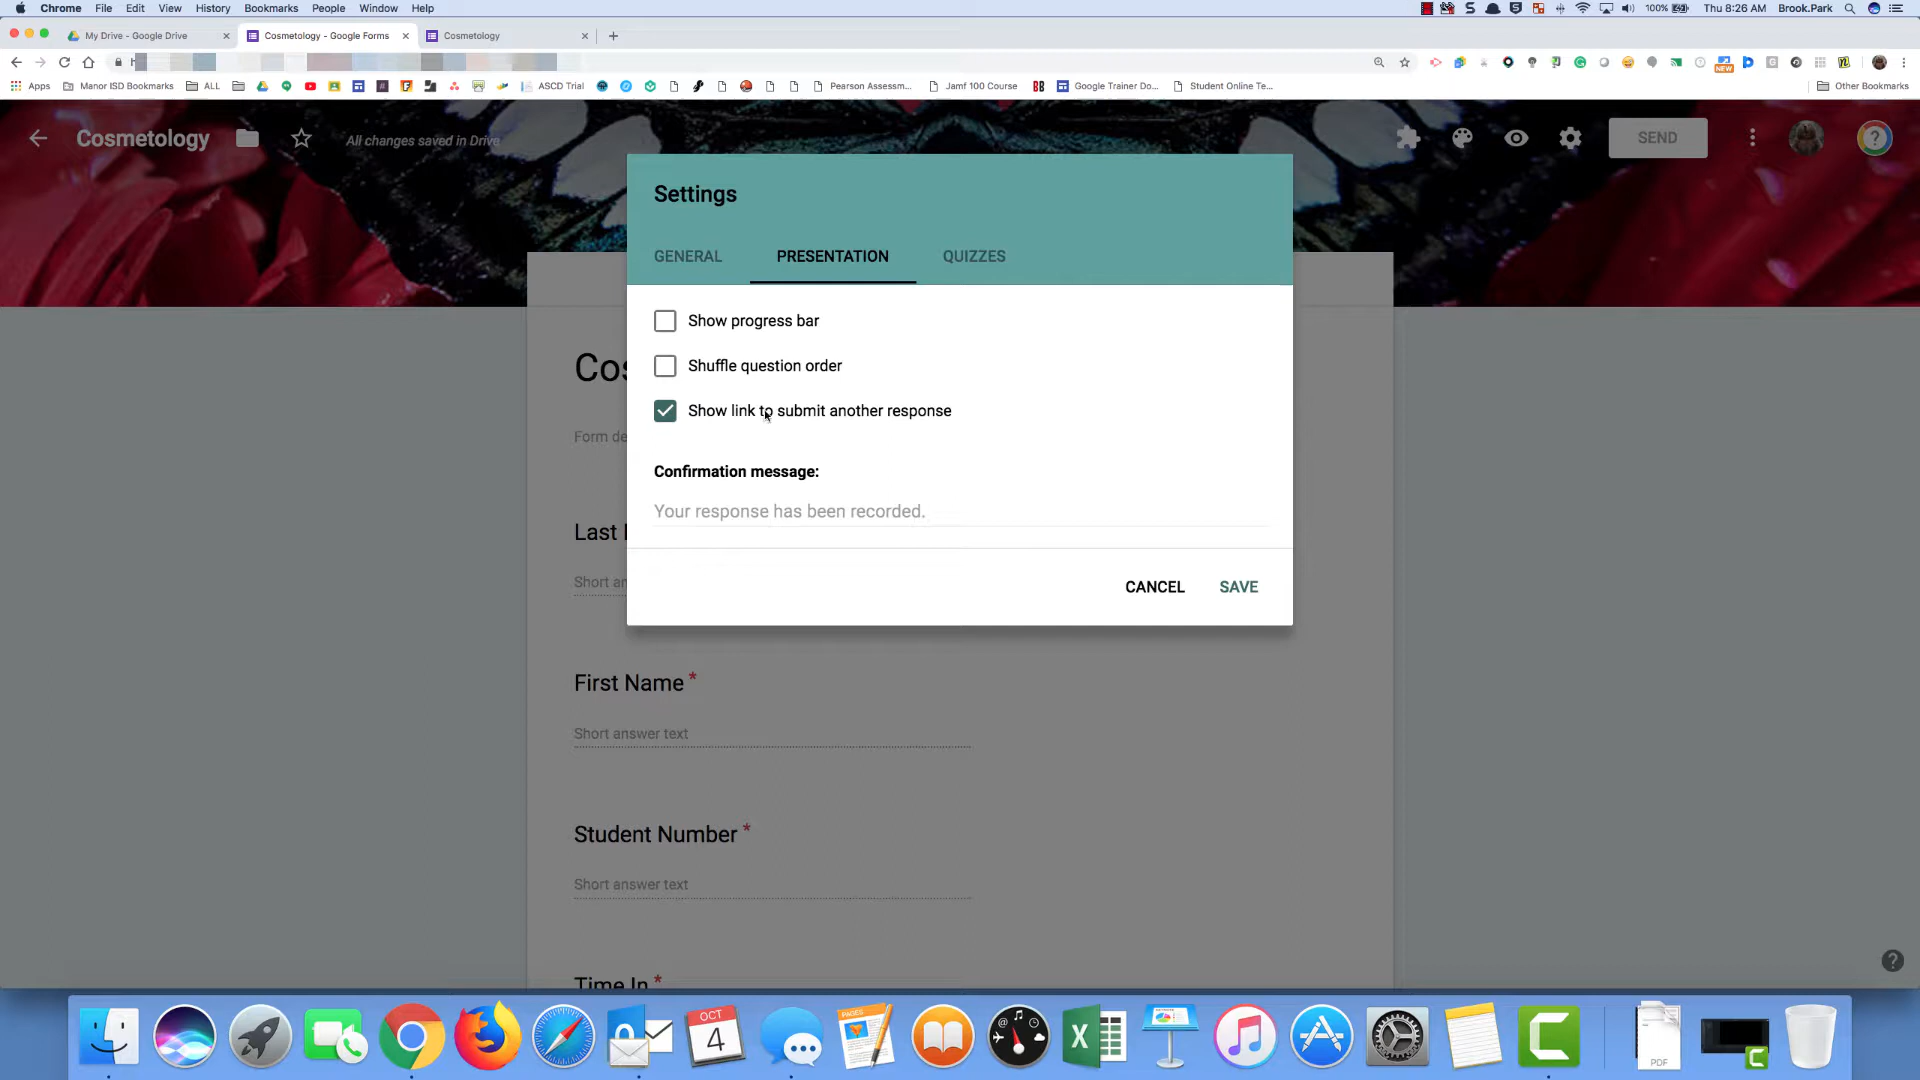 Chrome File Edit View History Bookmarks People Window Help 100% Thu 8:26 AM Brook.Park
My Drive - Google Drive Cosmetology - Google Forms Cosmetology
Apps Manor ISD Bookmarks ALL ASCD Trial Pearson Assessm... Jamf 100 Course BB Google Trainer Do... Student Online Te... Other Bookmarks
NEW
Cosmetology All changes saved in Drive SEND
Settings
GENERAL PRESENTATION QUIZZES
Show progress bar
Shuffle question order
Show link to submit another response
Confirmation message:
Your response has been recorded.
CANCEL SAVE
Cos
Form de
Last
Short an
First Name *
Short answer text
Student Number *
Short answer text
Time In *
OCT
4
PAGES
PDF